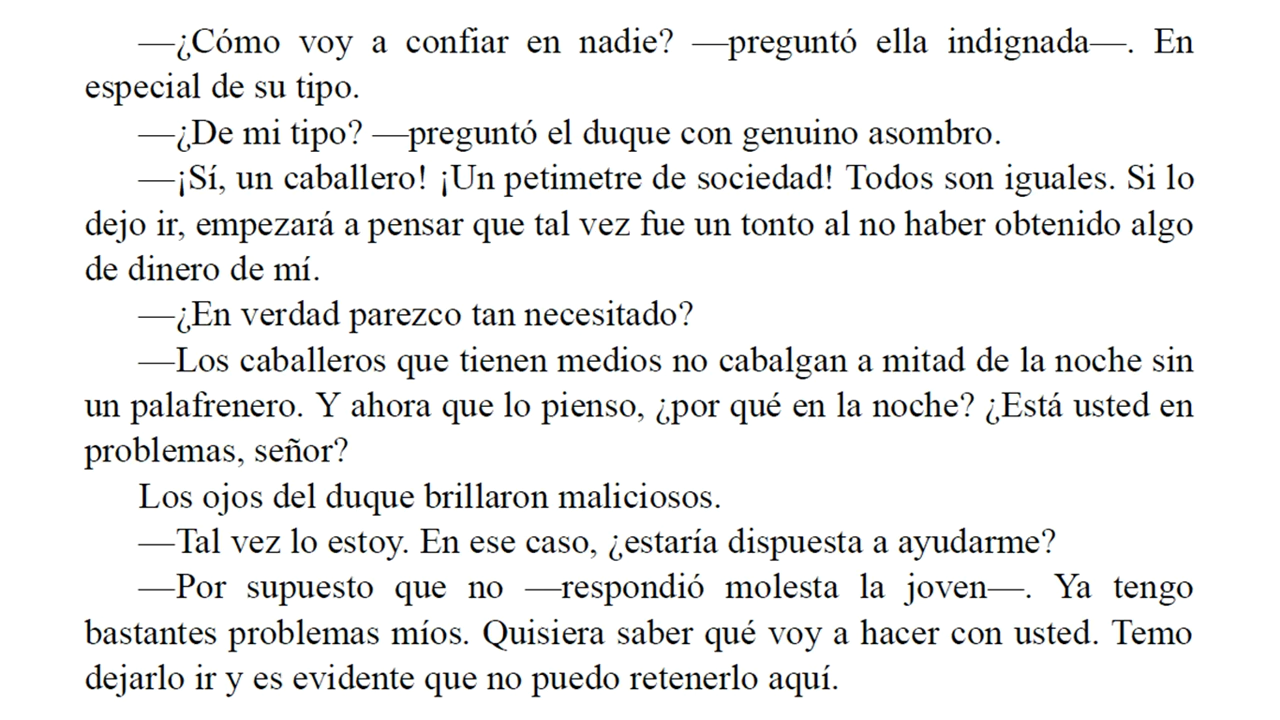 —¿Cómo voy a confiar en nadie? —preguntó ella indignada—. En
especial de su tipo.
—¿De mi tipo? —preguntó el duque con genuino asombro.
—¡Sí, un caballero! ¡Un petimetre de sociedad! Todos son iguales. Si lo
dejo ir, empezará a pensar que tal vez fue un tonto al no haber obtenido algo
de dinero de mí.
—¿En verdad parezco tan necesitado?
—Los caballeros que tienen medios no cabalgan a mitad de la noche sin
un palafrenero. Y ahora que lo pienso, ¿por qué en la noche? ¿Está usted en
problemas, señor?
Los ojos del duque brillaron maliciosos.
—Tal vez lo estoy. En ese caso, ¿estaría dispuesta a ayudarme?
—Por supuesto que no —respondió molesta la joven—. Ya tengo
bastantes problemas míos. Quisiera saber qué voy a hacer con usted. Temo
dejarlo ir y es evidente que no puedo retenerlo aquí.